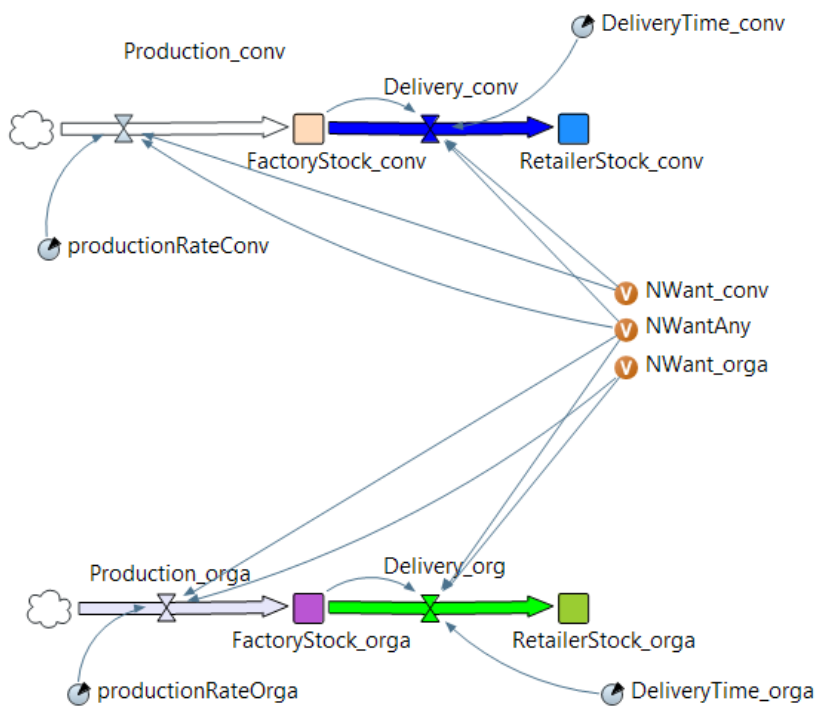 DeliveryTime_conv
Production_conv
Delivery_conv
FactoryStock_conv
RetailerStock_conv
productionRateConv
V NWant_conv
V NWantAny
V NWant_orga
Production_orga
Delivery_org
FactoryStock_orga
RetailerStock_orga
productionRateOrga
DeliveryTime_orga